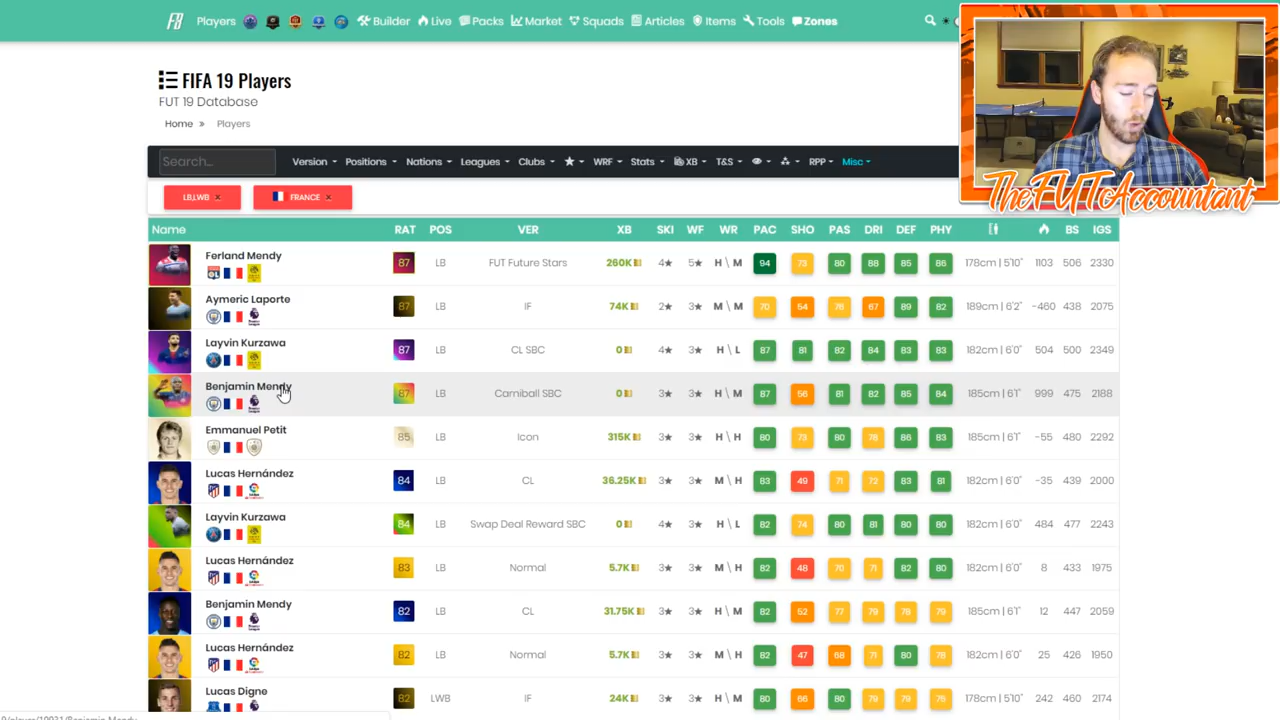 FB Players Builder Live Packs Market Squads Articles Items Tools Zones
FIFA 19 Players
FUT 19 Database
Home » Players
Search... Version Positions Nations Leagues Clubs WRF Stats XB T&S RPP Misc
LB,LWB × FRANCE ×
TheFUTAccountant
Name RAT POS VER XB SKI WF WR PAC SHO PAS DRI DEF PHY BS IGS
Ferland Mendy
87 LB FUT Future Stars 260K 4★ 5★ H \ M 94 73 80 88 85 86 178cm | 5'10" 1103 506 2330
Aymeric Laporte
87 LB IF 74K 2★ 3★ M \ M 70 54 76 67 89 82 189cm | 6'2" -460 438 2075
Layvin Kurzawa
87 LB CL SBC 0 4★ 3★ H \ L 87 81 82 84 83 83 182cm | 6'0" 504 500 2349
Benjamin Mendy
87 LB Carniball SBC 0 3★ 3★ H \ M 87 56 81 82 85 84 185cm | 6'1" 999 475 2188
Emmanuel Petit
85 LB Icon 315K 3★ 3★ H \ H 80 73 80 78 86 83 185cm | 6'1" -55 480 2292
Lucas Hernández
84 LB CL 36.25K 3★ 3★ M \ H 83 49 71 72 83 81 182cm | 6'0" -35 439 2000
Layvin Kurzawa
84 LB Swap Deal Reward SBC 0 4★ 3★ H \ L 82 74 80 81 80 80 182cm | 6'0" 484 477 2243
Lucas Hernández
83 LB Normal 5.7K 3★ 3★ M \ H 82 48 70 71 82 80 182cm | 6'0" 8 433 1975
Benjamin Mendy
82 LB CL 31.75K 3★ 3★ H \ M 82 52 77 79 78 79 185cm | 6'1" 12 447 2059
Lucas Hernández
82 LB Normal 5.7K 3★ 3★ M \ H 82 47 68 71 80 78 182cm | 6'0" 25 426 1950
Lucas Digne
82 LWB IF 24K 3★ 3★ H \ M 80 66 80 79 79 76 178cm | 5'10" 242 460 2174